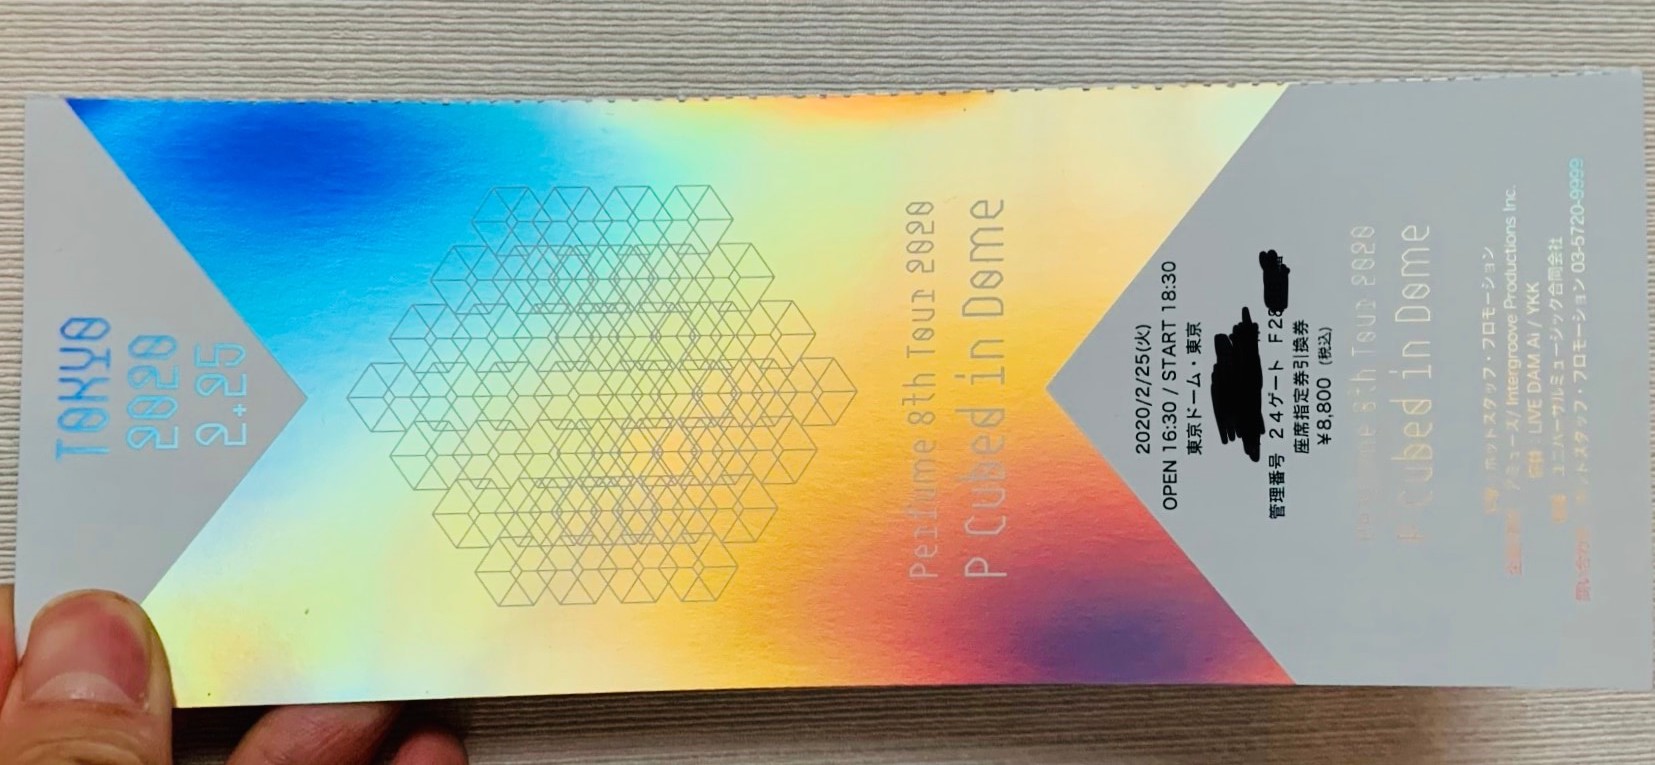 TOKYO
2020
2.25
Perfume 8th Tour 2020
P Cubed in Dome
2020/2/25(火)
OPEN 16:30 / START 18:30
東京ドーム・東京
管理番号 24ゲート F28
座席指定券引換券
¥8,800 (税込)
Perfume 8th Tour 2020
P Cubed in Dome
ホットスタッフ・プロモーション
アミューズ/ Intergroove Productions Inc.
LIVE DAM Ai / YKK
ユニバーサルミュージック合同会社
問い合わせ ホットスタッフ・プロモーション 03-5720-9999